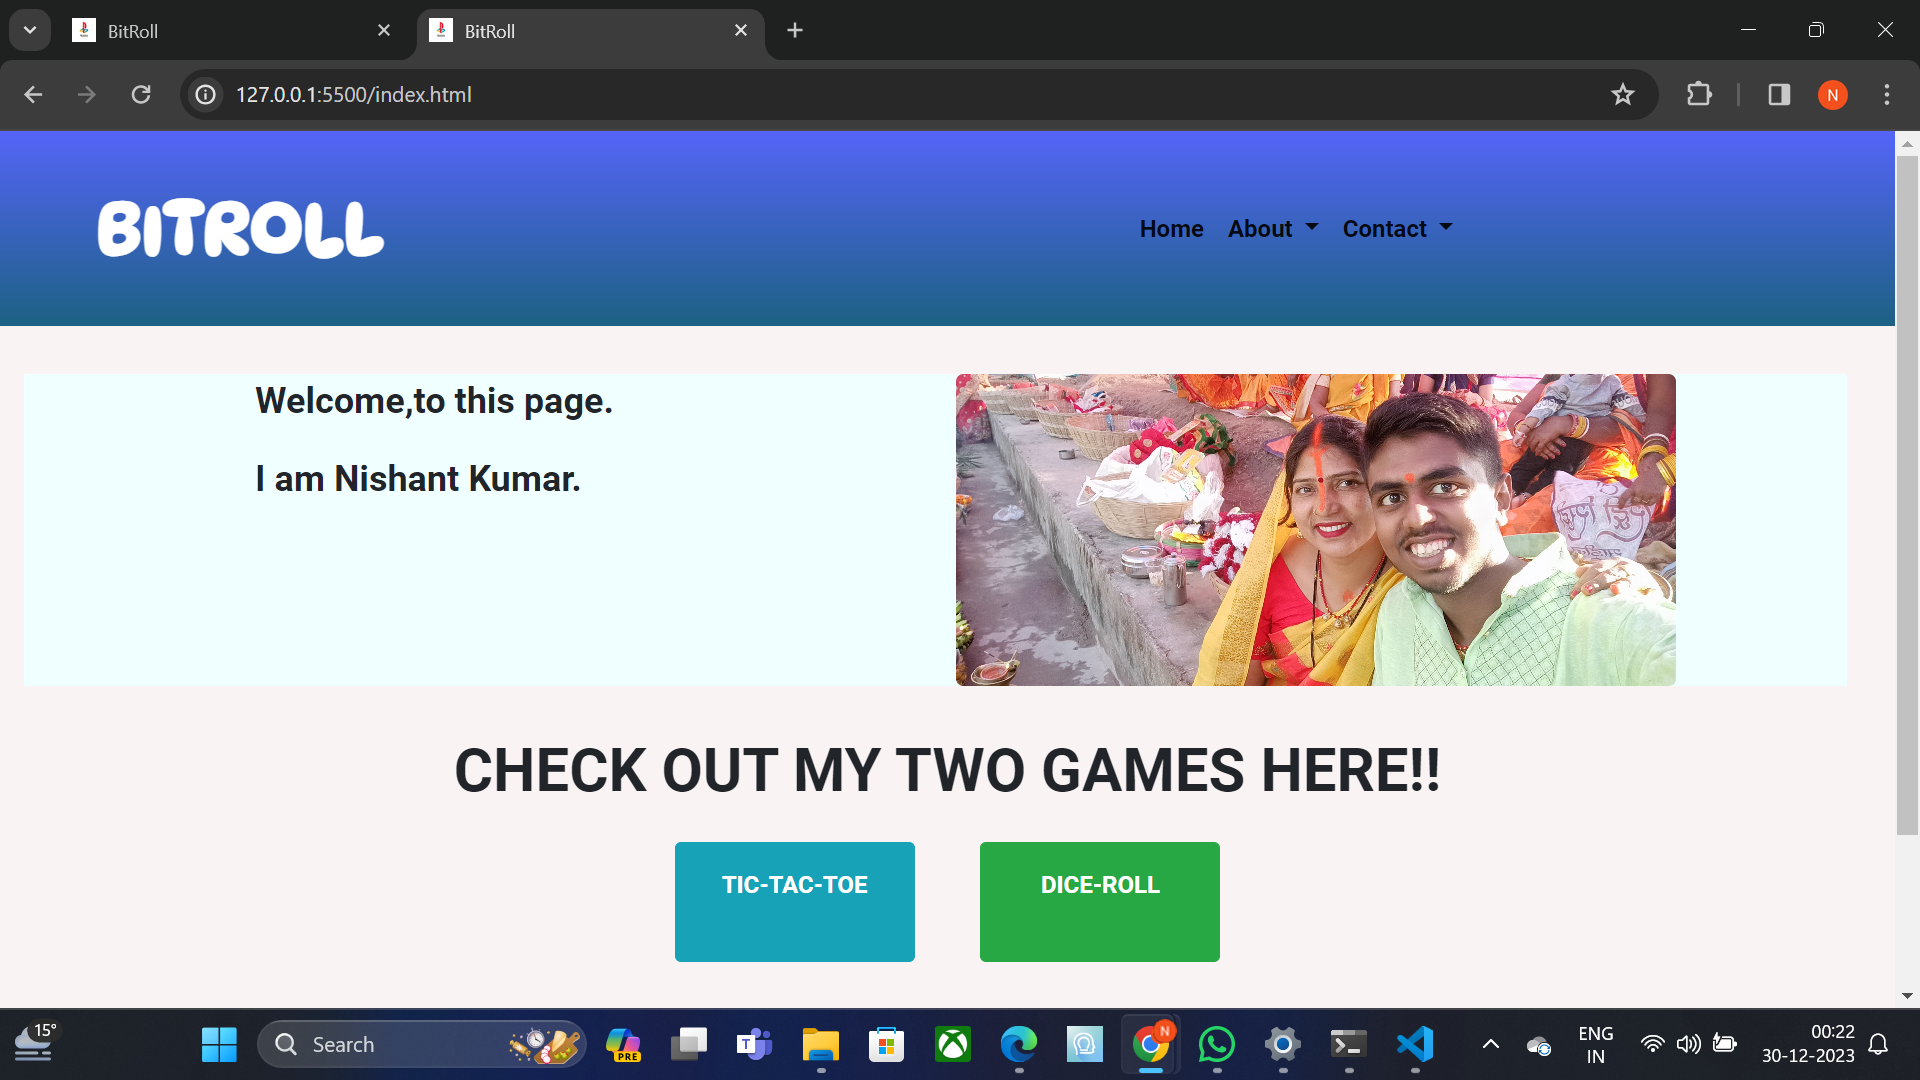 BitRoll
BitRoll
127.0.0.1:5500/index.html
N
BITROLL
Home About Contact
Welcome,to this page.
I am Nishant Kumar.
CHECK OUT MY TWO GAMES HERE!!
TIC-TAC-TOE DICE-ROLL
15°
Search
PRE
T
N
ENG
IN
00:22
30-12-2023